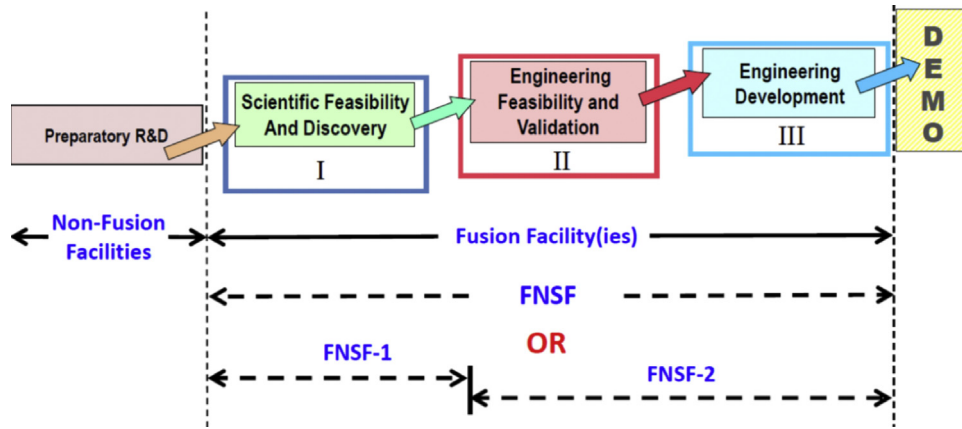 Preparatory R&D
Scientific Feasibility
And Discovery
I
Engineering
Feasibility and
Validation
II
Engineering
Development
III
D
E
M
O
Non-Fusion
Facilities
Fusion Facility(ies)
FNSF
OR
FNSF-1
FNSF-2